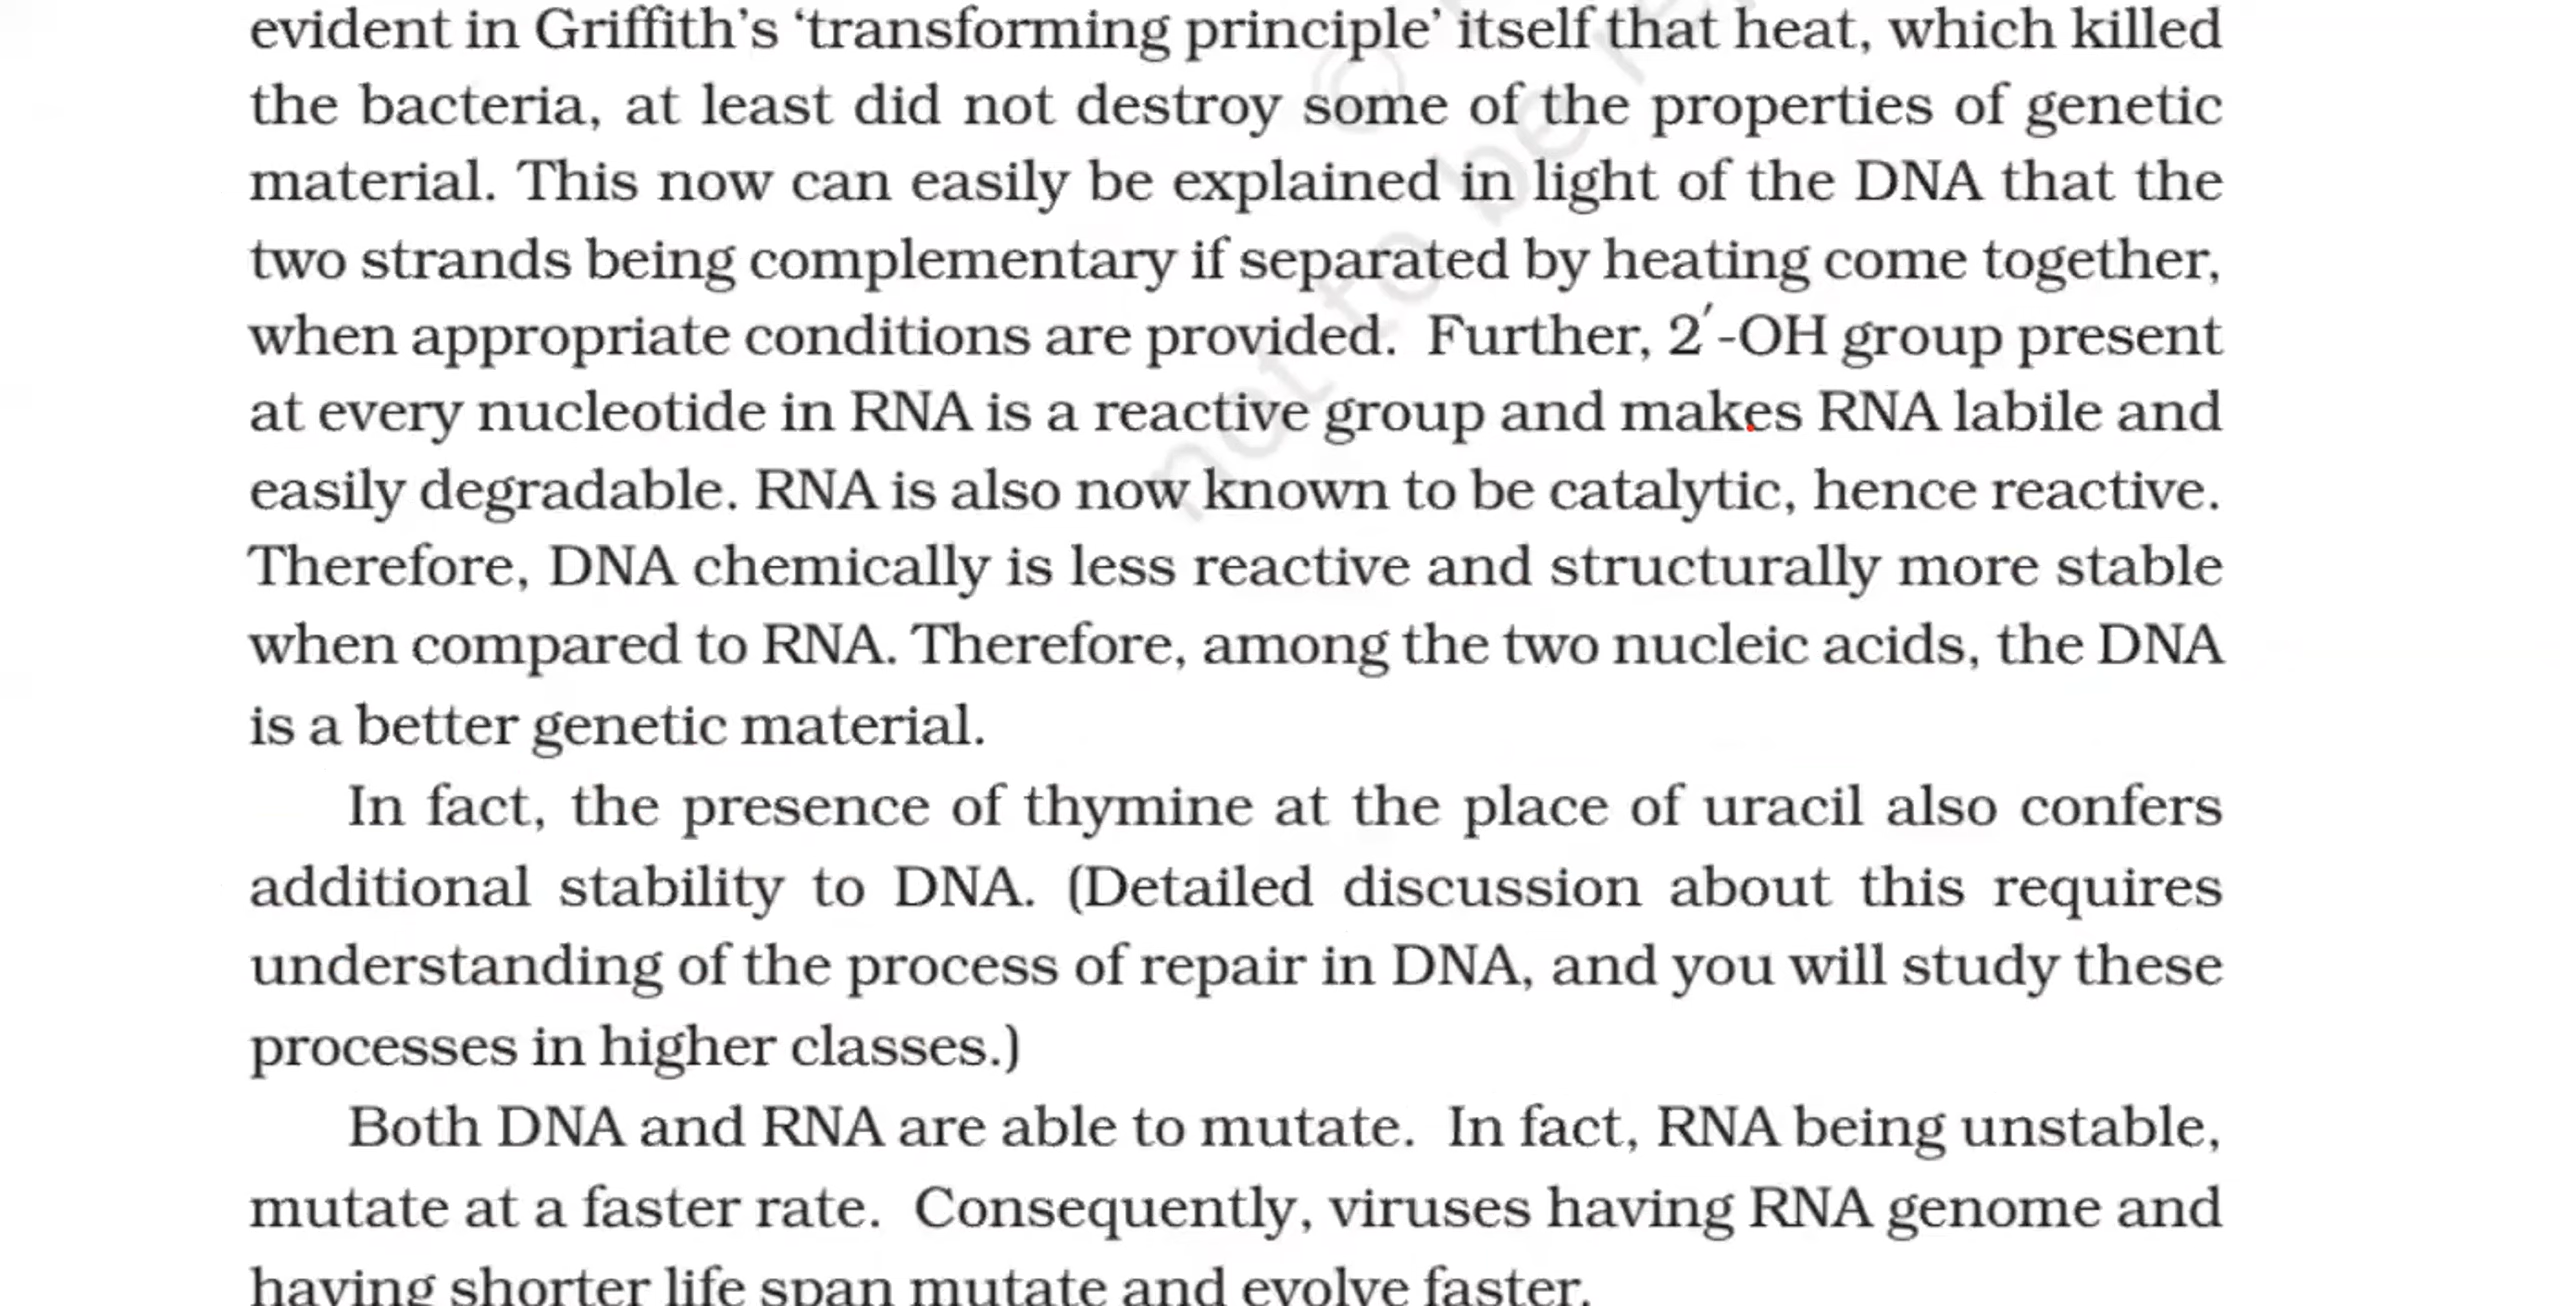 evident in Griffith’s ‘transforming principle’ itself that heat, which killed
the bacteria, at least did not destroy some of the properties of genetic
material. This now can easily be explained in light of the DNA that the
two strands being complementary if separated by heating come together,
when appropriate conditions are provided. Further, 2′-OH group present
at every nucleotide in RNA is a reactive group and makes RNA labile and
easily degradable. RNA is also now known to be catalytic, hence reactive.
Therefore, DNA chemically is less reactive and structurally more stable
when compared to RNA. Therefore, among the two nucleic acids, the DNA
is a better genetic material.
In fact, the presence of thymine at the place of uracil also confers
additional stability to DNA. (Detailed discussion about this requires
understanding of the process of repair in DNA, and you will study these
processes in higher classes.)
Both DNA and RNA are able to mutate. In fact, RNA being unstable,
mutate at a faster rate. Consequently, viruses having RNA genome and
having shorter life span mutate and evolve faster.
©
not to be